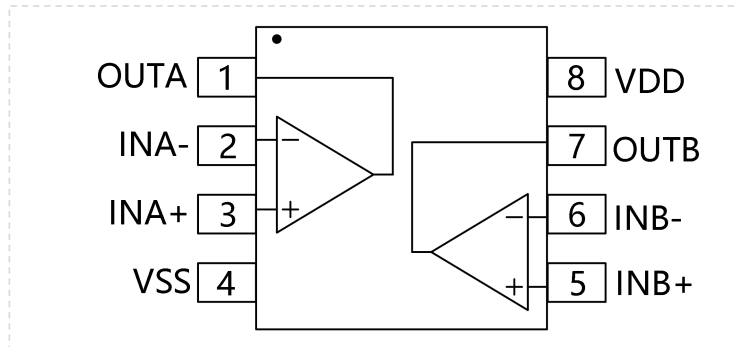 OUTA 1 8 VDD
INA- 2 − 7 OUTB
INA+ 3 + − 6 INB-
VSS 4 + 5 INB+